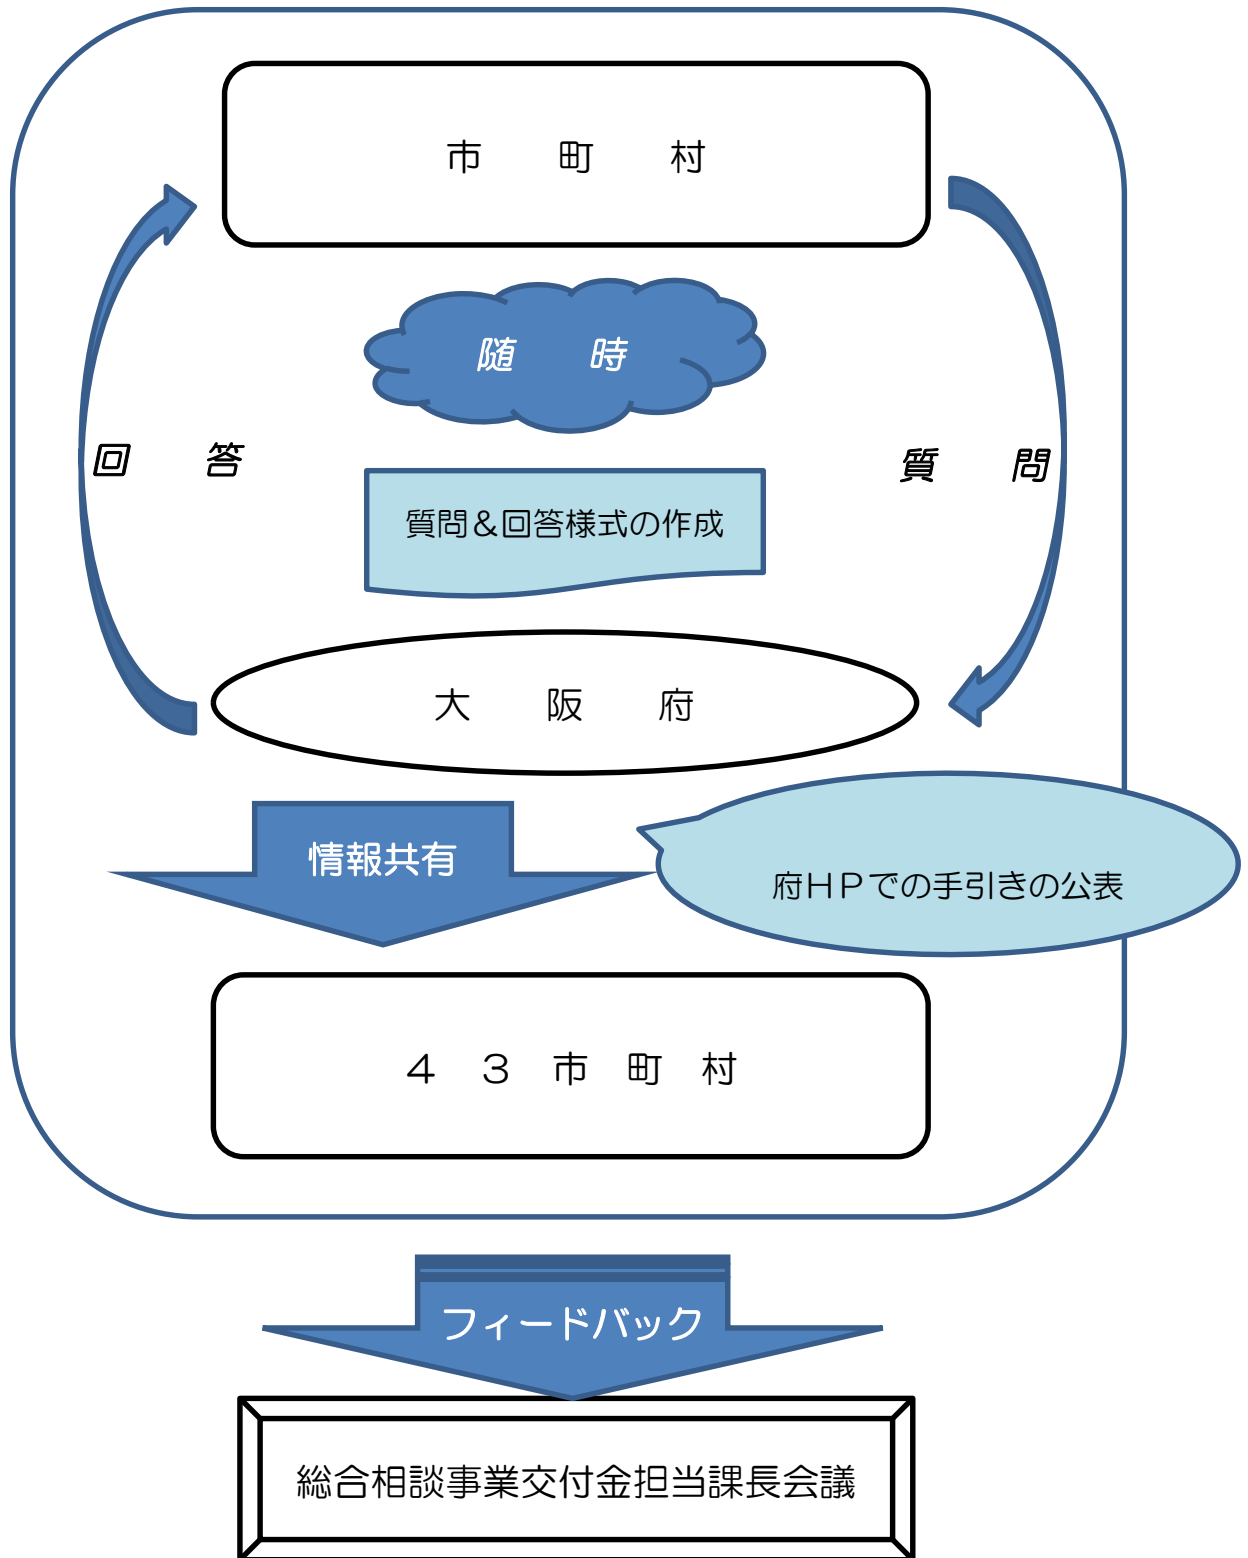 市　町　村
随　時
回　答
質　問
質問＆回答様式の作成
大　阪　府
情報共有
府ＨＰでの手引きの公表
４　３　市　町　村
フィードバック
総合相談事業交付金担当課長会議